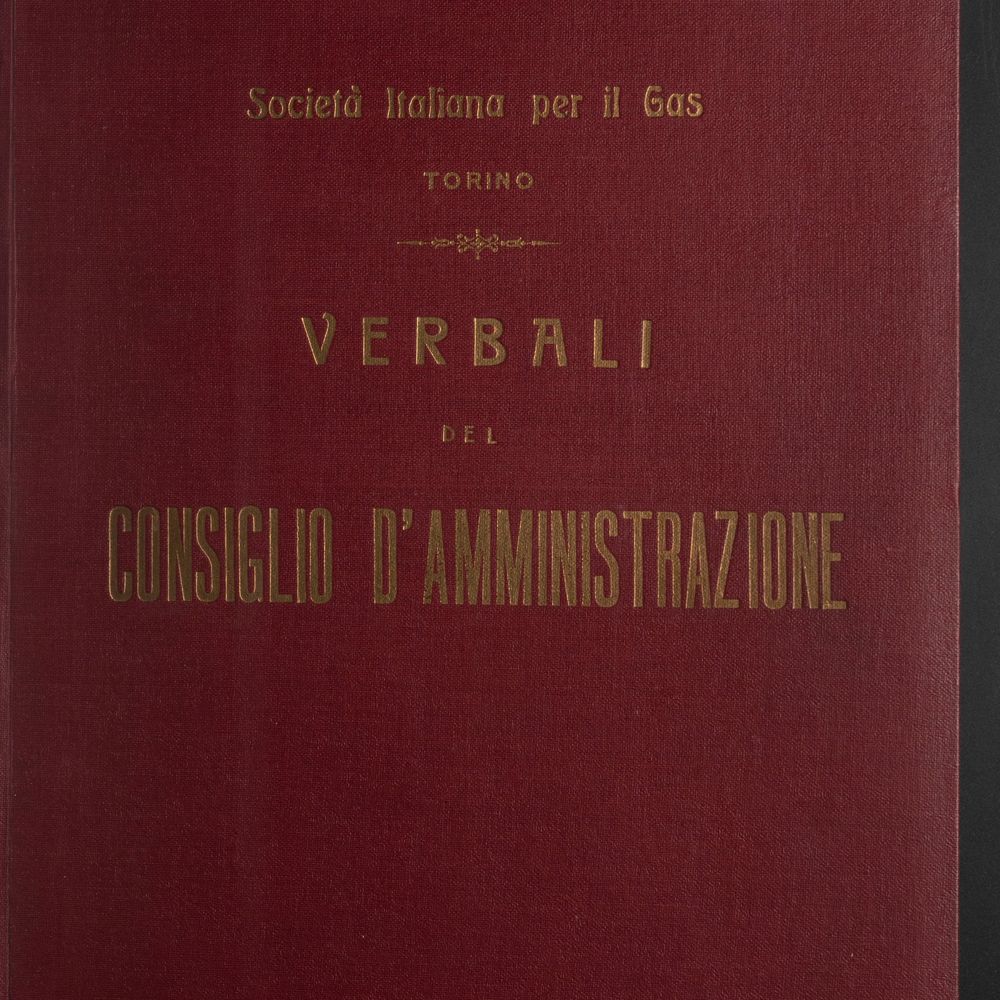 Società Italiana per il Gas
TORINO
VERBALI
DEL
CONSIGLIO D'AMMINISTRAZIONE